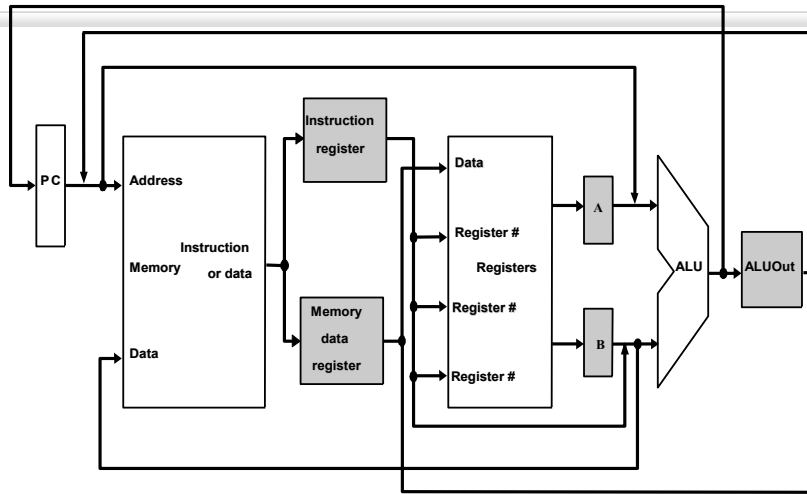 PC
Address
Memory
Instruction
or data
Data
Instruction
register
Memory
data
register
Data
Register #
Registers
Register #
Register #
A
B
ALU
ALUOut